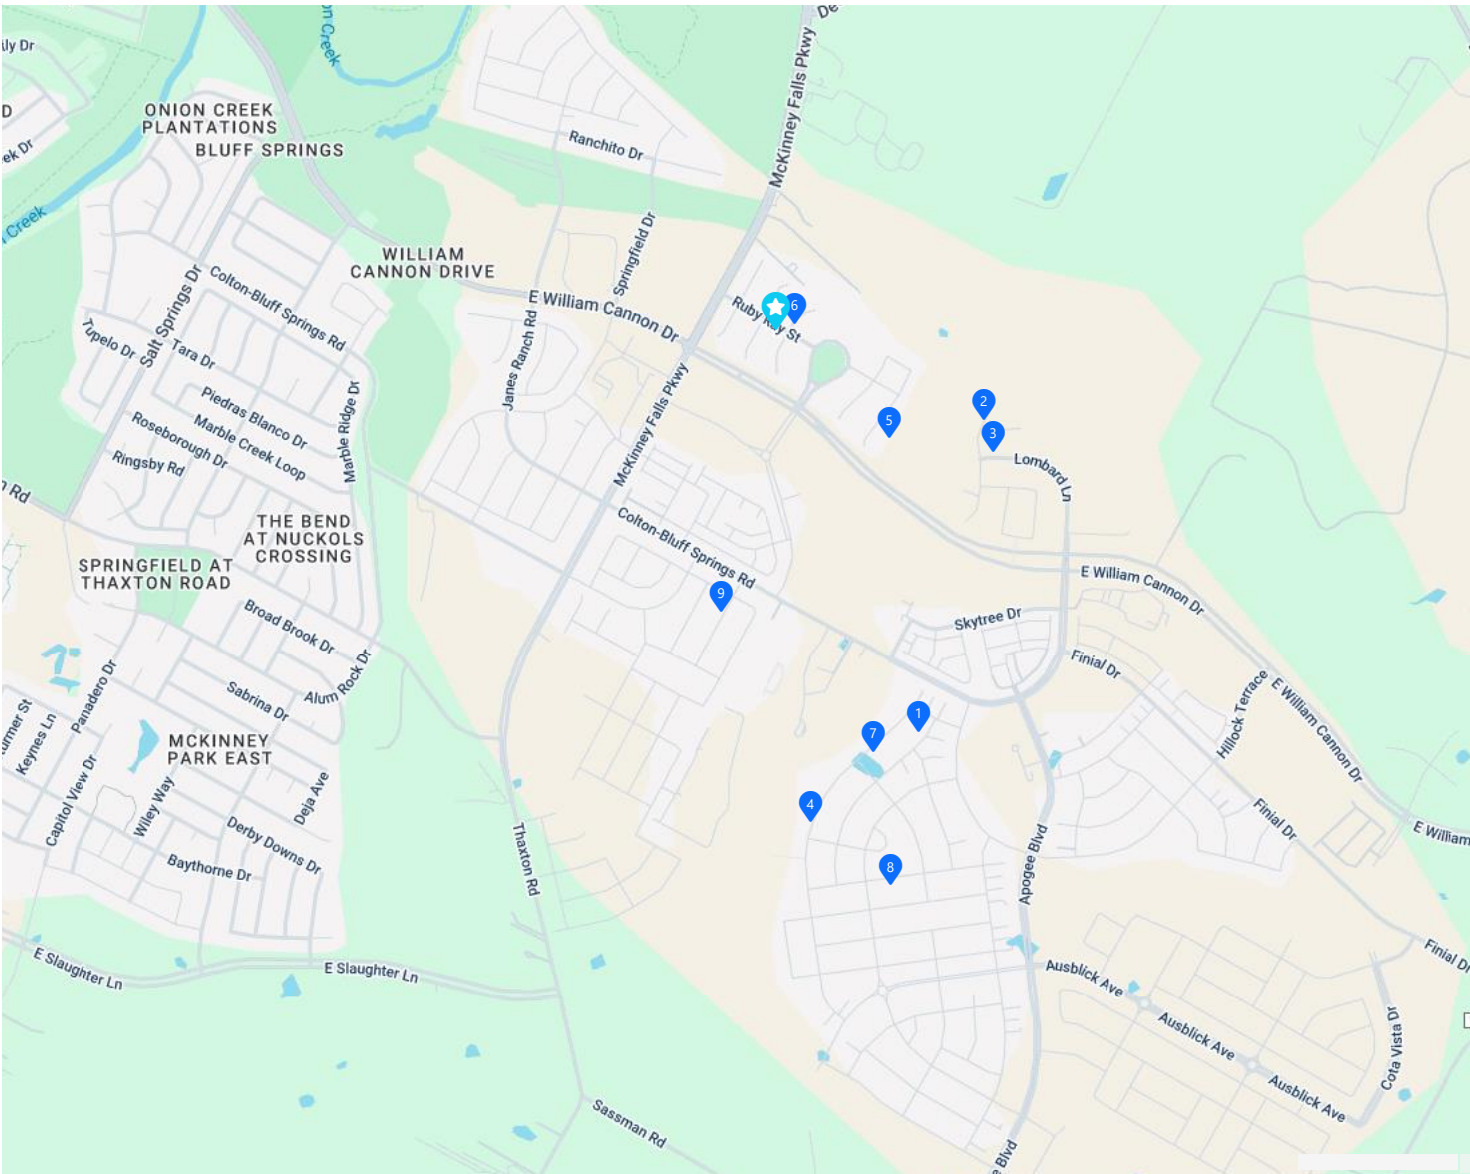 McKinney Falls Pkwy
Creek
ONION CREEK
PLANTATIONS
BLUFF SPRINGS
Ranchito Dr
Creek
WILLIAM
CANNON DRIVE
Springfield Dr
Colton-Bluff Springs Rd
Salt Springs Dr
E William Cannon Dr
Ruby Ray St
6
Tupelo Dr
Tara Dr
Janes Ranch Rd
McKinney Falls Pkwy
Piedras Blanco Dr
Marble Ridge Dr
Marble Creek Loop
Roseborough Dr
Ringsby Rd
2
5
3
Lombard Ln
Rd
THE BEND
AT NUCKOLS
CROSSING
Colton-Bluff Springs Rd
SPRINGFIELD AT
THAXTON ROAD
9
E William Cannon Dr
Broad Brook Dr
Skytree Dr
Alum Rock Dr
Finial Dr
Panadero Dr
Sabrina Dr
Keynes Ln
Hillock Terrace
E William Cannon Dr
1
7
MCKINNEY
PARK EAST
Capitol View Dr
Wiley Way
Deja Ave
4
Finial Dr
E William
Derby Downs Dr
Baythorne Dr
Thaxton Rd
8
Apogee Blvd
E Slaughter Ln
E Slaughter Ln
Finial Dr
Ausblick Ave
Ausblick Ave
Cota Vista Dr
Ausblick Ave
Sassman Rd
Blvd